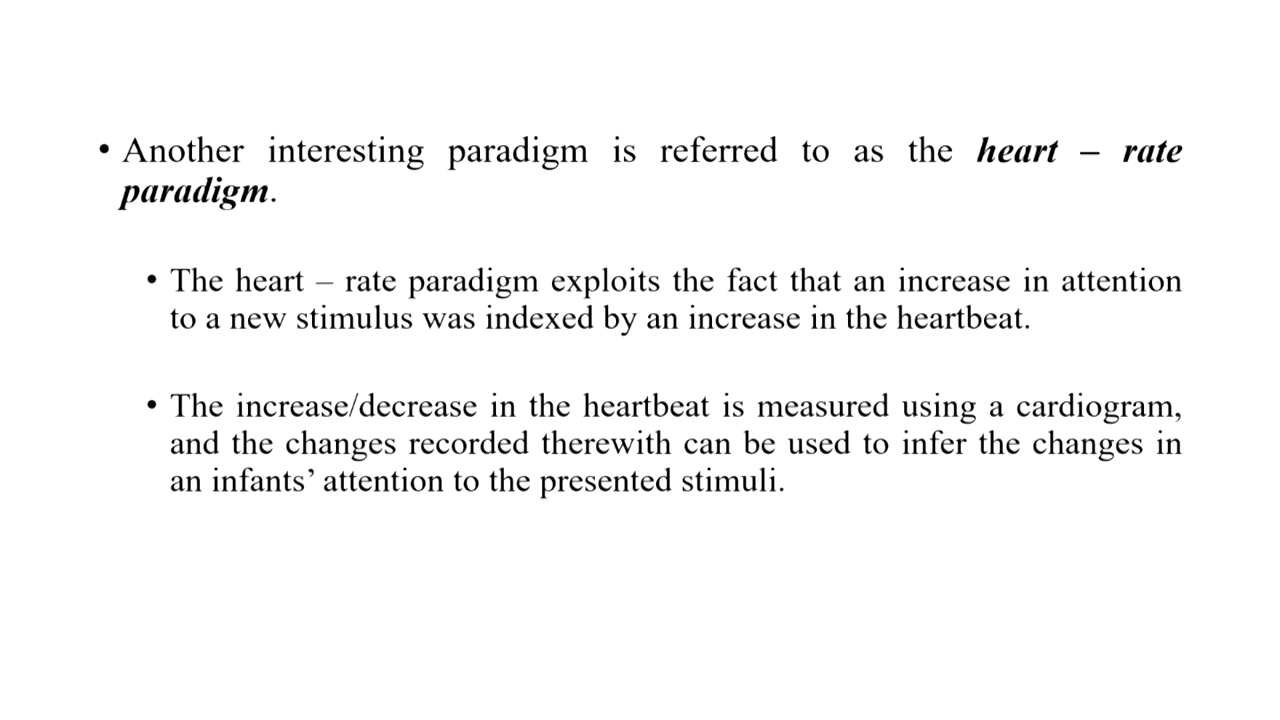 • Another interesting paradigm is referred to as the heart – rate
paradigm.
• The heart – rate paradigm exploits the fact that an increase in attention
to a new stimulus was indexed by an increase in the heartbeat.
• The increase/decrease in the heartbeat is measured using a cardiogram,
and the changes recorded therewith can be used to infer the changes in
an infants’ attention to the presented stimuli.